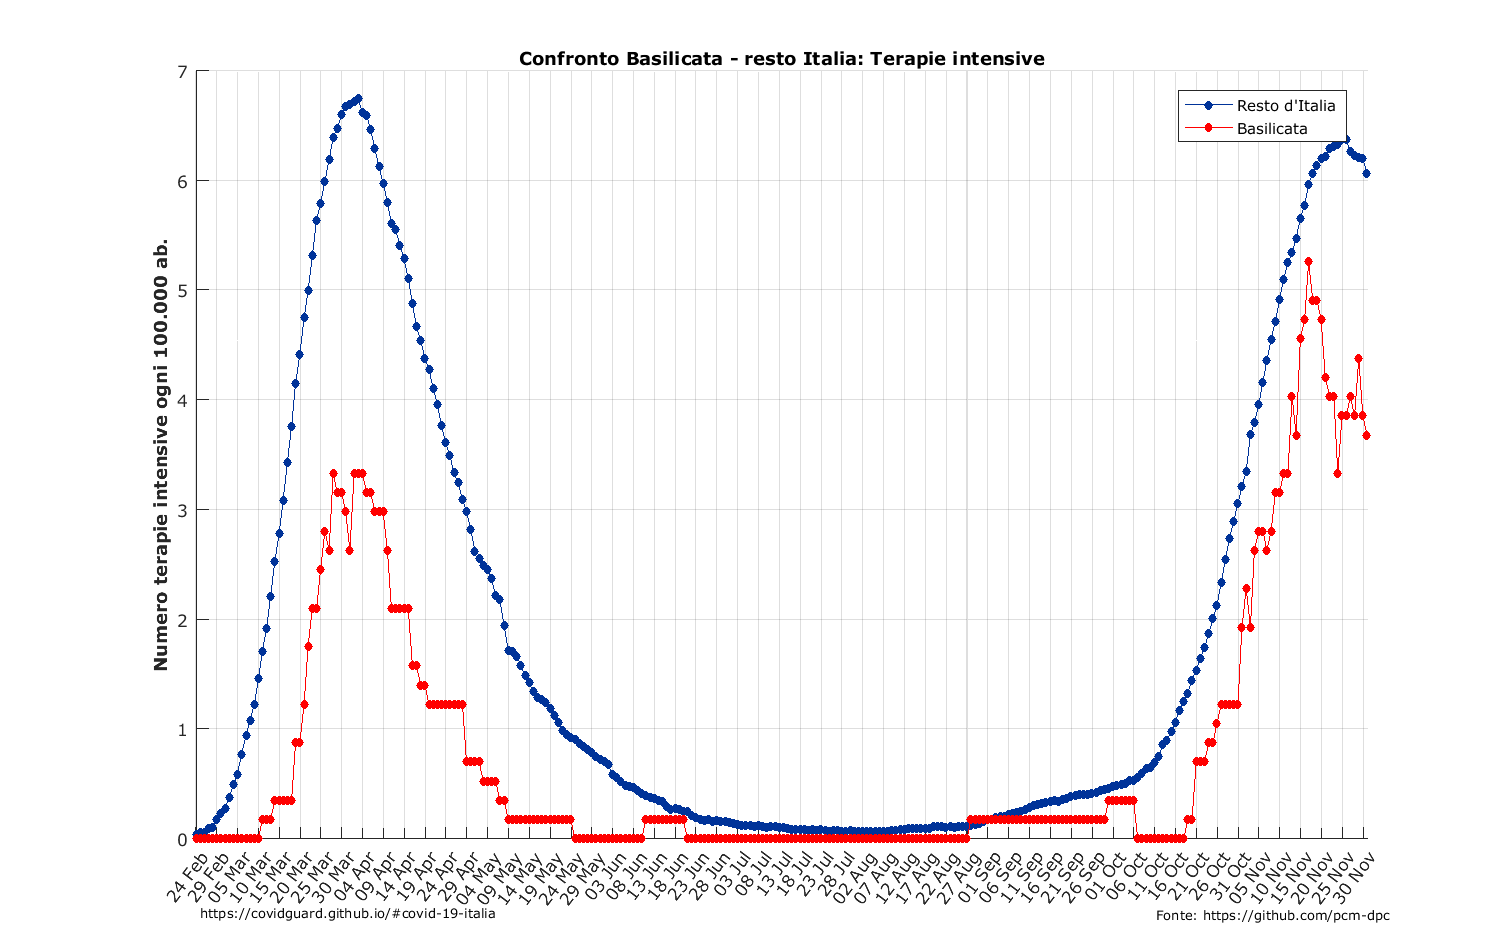 Confronto Basilicata - resto Italia: Terapie intensive
Resto d'Italia
Basilicata
Numero terapie intensive ogni 100.000 ab.
7
6
5
4
3
2
1
0
24 Feb
29 Feb
05 Mar
10 Mar
15 Mar
20 Mar
25 Mar
30 Mar
04 Apr
09 Apr
14 Apr
19 Apr
24 Apr
29 Apr
04 May
09 May
14 May
19 May
24 May
29 May
03 Jun
08 Jun
13 Jun
18 Jun
23 Jun
28 Jun
03 Jul
08 Jul
13 Jul
18 Jul
23 Jul
28 Jul
02 Aug
07 Aug
12 Aug
17 Aug
22 Aug
27 Aug
01 Sep
06 Sep
11 Sep
16 Sep
21 Sep
26 Sep
01 Oct
06 Oct
11 Oct
16 Oct
21 Oct
26 Oct
31 Oct
05 Nov
10 Nov
15 Nov
20 Nov
25 Nov
30 Nov
https://covidguard.github.io/#covid-19-italia
Fonte: https://github.com/pcm-dpc